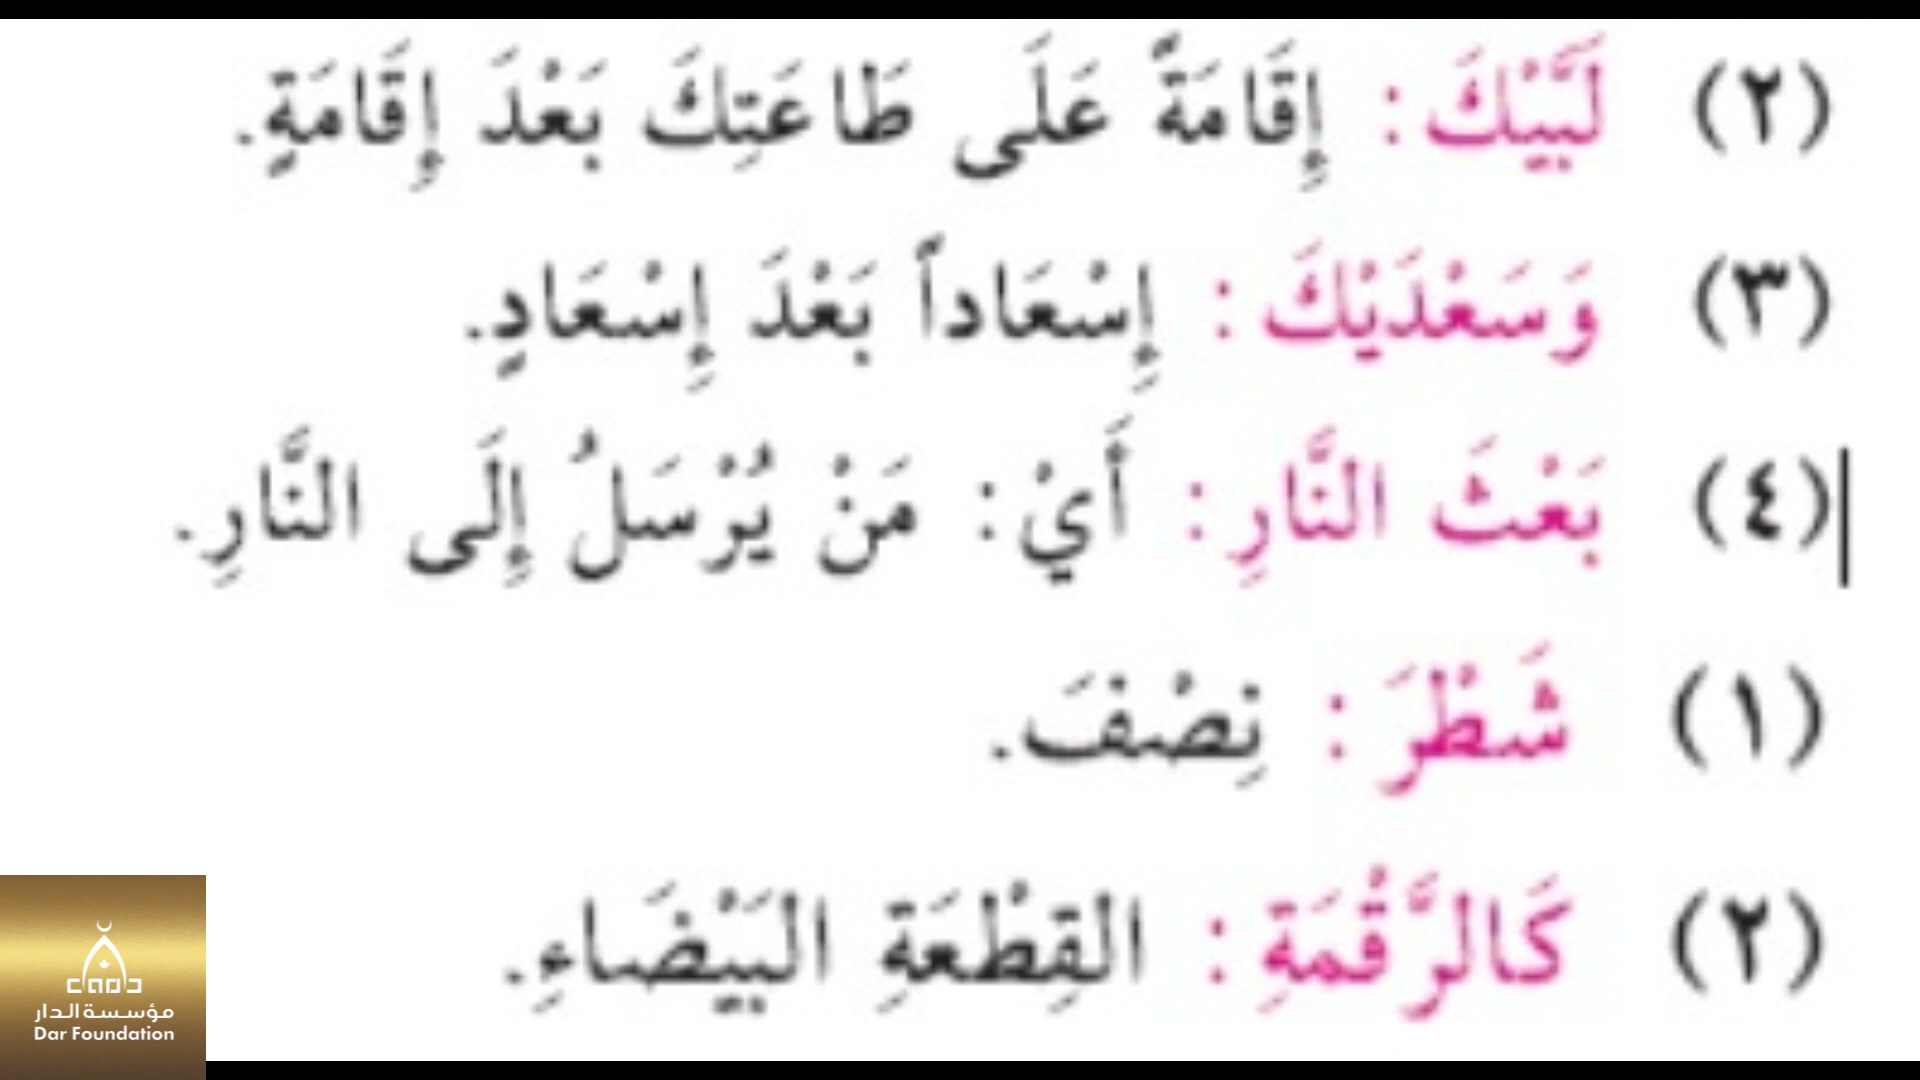 (٢) لَبَّيْكَ: إِقَامَةً عَلَى طَاعَتِكَ بَعْدَ إِقَامَةٍ.
(٣) وَسَعْدَيْكَ: إِسْعَاداً بَعْدَ إِسْعَادٍ.
(٤) بَعْثَ النَّارِ: أَيْ: مَنْ يُرْسَلُ إِلَى النَّارِ.
(١) شَطْرَ: نِصْفَ.
(٢) كَالرَّقْمَةِ: القِطْعَةِ البَيْضَاءِ.
مؤسسة الدار
Dar Foundation